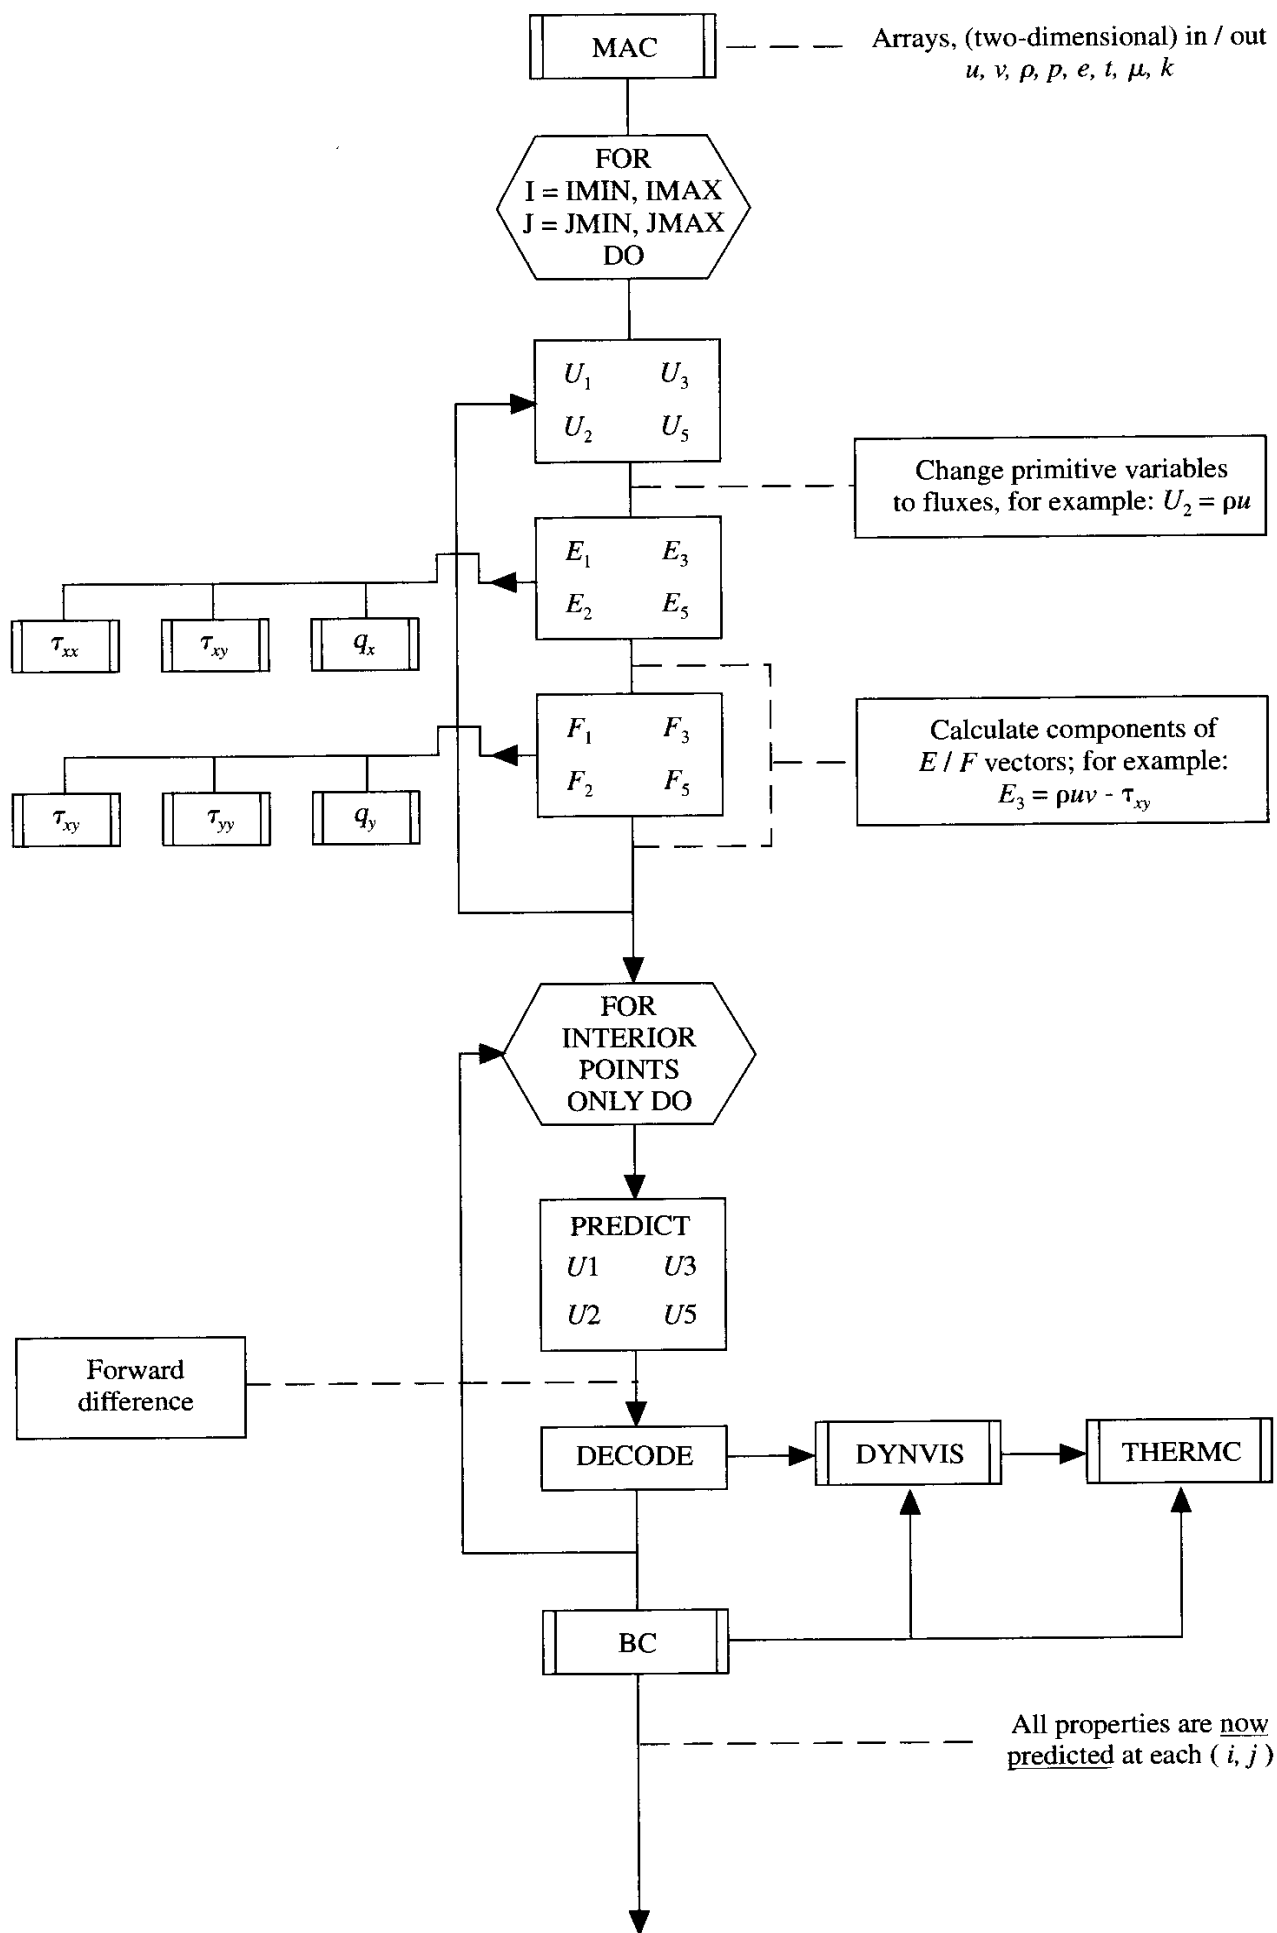 MAC
Arrays, (two-dimensional) in / out
u, v, ρ, p, e, t, μ, k
FOR
I = IMIN, IMAX
J = JMIN, JMAX
DO
U₁ U₃
U₂ U₅
Change primitive variables
to fluxes, for example: U₂ = ρu
E₁ E₃
E₂ E₅
τxx τxy qx
F₁ F₃
F₂ F₅
Calculate components of
E / F vectors; for example:
E₃ = ρuv - τxy
τxy τyy qy
FOR
INTERIOR
POINTS
ONLY DO
PREDICT
U1 U3
U2 U5
Forward
difference
DECODE
DYNVIS
THERMC
BC
All properties are now
predicted at each ( i, j )